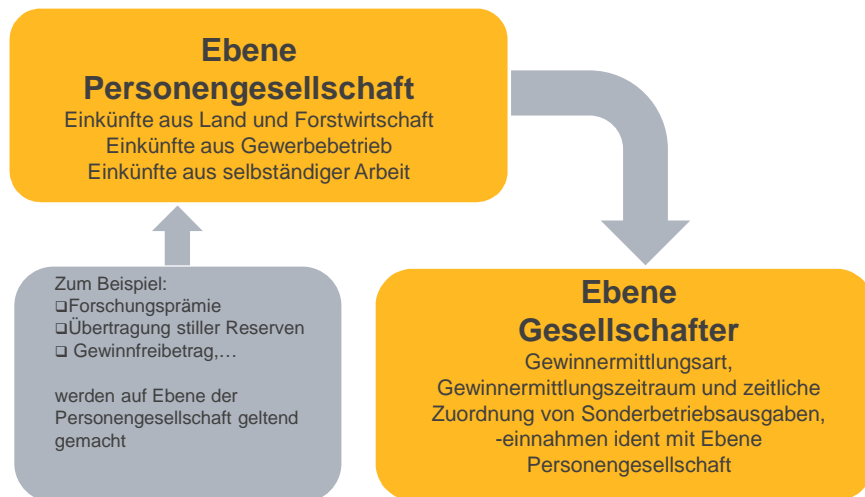 Ebene
Personengesellschaft
Einkünfte aus Land und Forstwirtschaft
Einkünfte aus Gewerbebetrieb
Einkünfte aus selbständiger Arbeit
Zum Beispiel:
❑Forschungsprämie
❑Übertragung stiller Reserven
❑ Gewinnfreibetrag,…
werden auf Ebene der
Personengesellschaft geltend
gemacht
Ebene
Gesellschafter
Gewinnermittlungsart,
Gewinnermittlungszeitraum und zeitliche
Zuordnung von Sonderbetriebsausgaben,
-einnahmen ident mit Ebene
Personengesellschaft